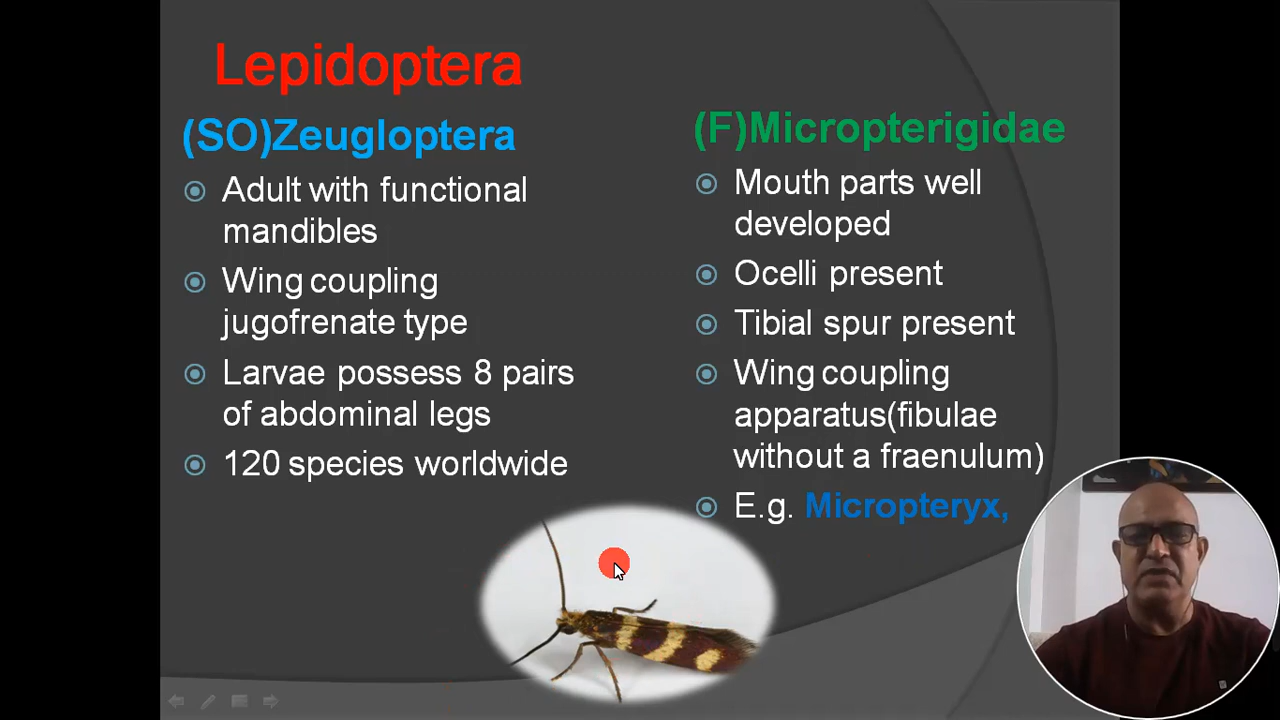 Lepidoptera
(SO)Zeugloptera
Adult with functional
mandibles
Wing coupling
jugofrenate type
Larvae possess 8 pairs
of abdominal legs
120 species worldwide
(F)Micropterigidae
Mouth parts well
developed
Ocelli present
Tibial spur present
Wing coupling
apparatus(fibulae
without a fraenulum)
E.g. Micropteryx,